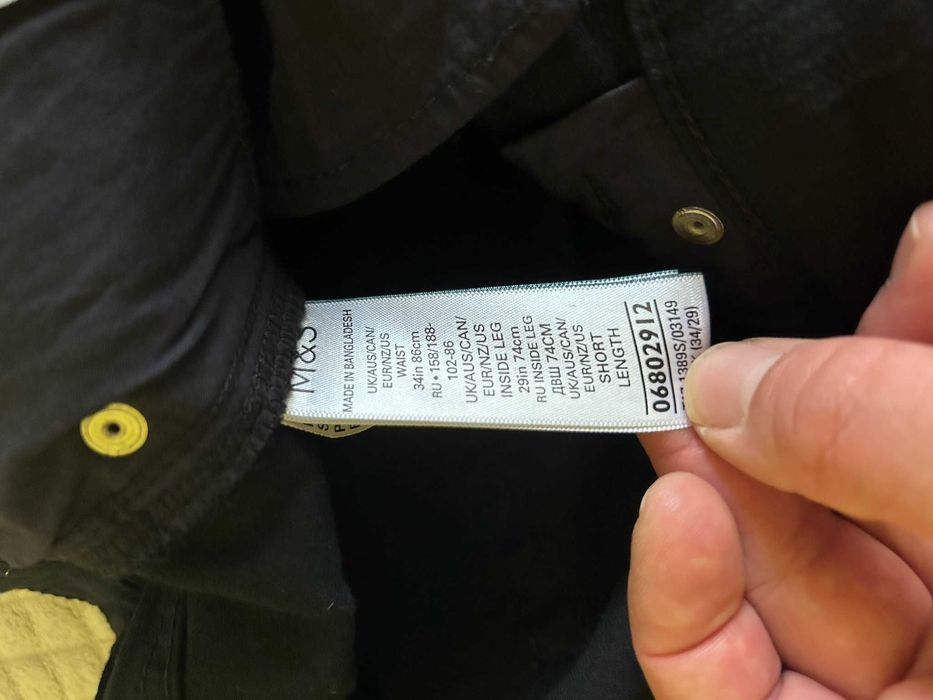 M&S
MADE IN BANGLADESH
UK/AUS/CAN/
EUR/NZ/US
WAIST
34in 86cm
RU • 158/188-
102-86
UK/AUS/CAN/
EUR/NZ/US
INSIDE LEG
29in 74cm
RU INSIDE LEG
ДВШ 74CM
UK/AUS/CAN/
EUR/NZ/US
SHORT
LENGTH
06802912
1389S/03149
(34/29)